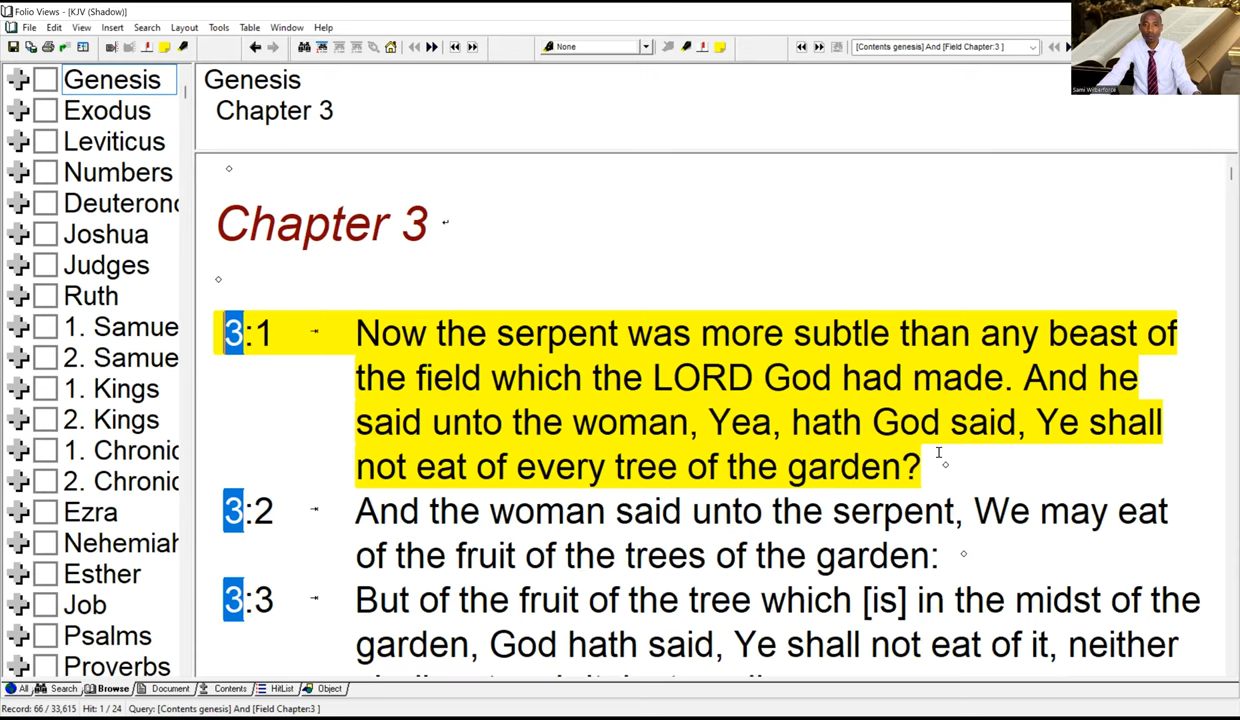 Folio Views - [KJV (Shadow)]
File Edit View Insert Search Layout Tools Table Window Help
None
[Contents genesis] And [Field Chapter:3 ]
Sami Wilberforce
Genesis
Exodus
Leviticus
Numbers
Deuterono
Joshua
Judges
Ruth
1. Samue
2. Samue
1. Kings
2. Kings
1. Chronic
2. Chronic
Ezra
Nehemiah
Esther
Job
Psalms
Proverbs
Genesis
Chapter 3
Chapter 3
3:1 Now the serpent was more subtle than any beast of
the field which the LORD God had made. And he
said unto the woman, Yea, hath God said, Ye shall
not eat of every tree of the garden?
3:2 And the woman said unto the serpent, We may eat
of the fruit of the trees of the garden:
3:3 But of the fruit of the tree which [is] in the midst of the
garden, God hath said, Ye shall not eat of it, neither
All Search Browse Document Contents HitList Object
Record: 66 / 33,615 Hit: 1 / 24 Query: [Contents genesis] And [Field Chapter:3 ]